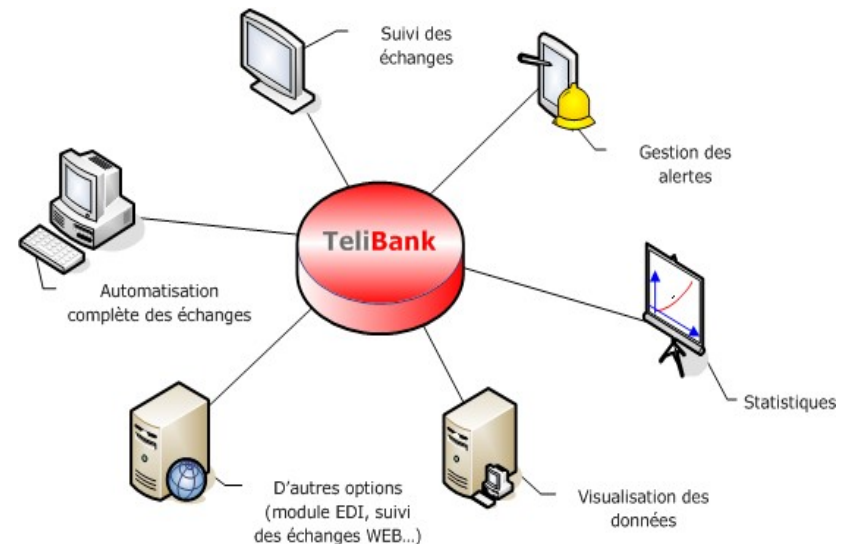 Suivi des
échanges
Gestion des
alertes
TeliBank
Automatisation
complète des échanges
Statistiques
D'autres options
(module EDI, suivi
des échanges WEB...)
Visualisation des
données